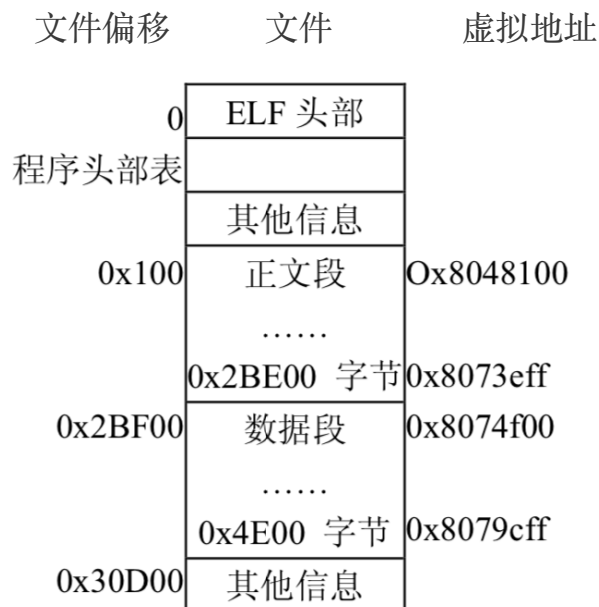 文件偏移 文件 虚拟地址
0 ELF 头部
程序头部表
其他信息
0x100 正文段 Ox8048100
……
0x2BE00 字节 0x8073eff
0x2BF00 数据段 0x8074f00
……
0x4E00 字节 0x8079cff
0x30D00 其他信息